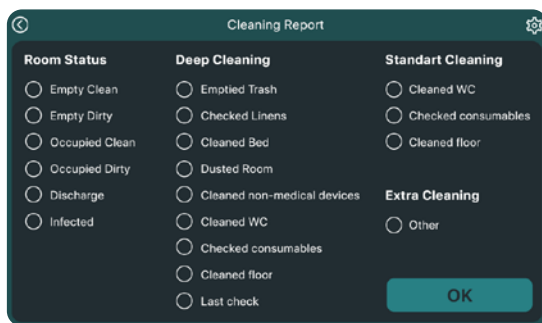 Cleaning Report
Room Status
Empty Clean
Empty Dirty
Occupied Clean
Occupied Dirty
Discharge
Infected
Deep Cleaning
Emptied Trash
Checked Linens
Cleaned Bed
Dusted Room
Cleaned non-medical devices
Cleaned WC
Checked consumables
Cleaned floor
Last check
Standart Cleaning
Cleaned WC
Checked consumables
Cleaned floor
Extra Cleaning
Other
OK